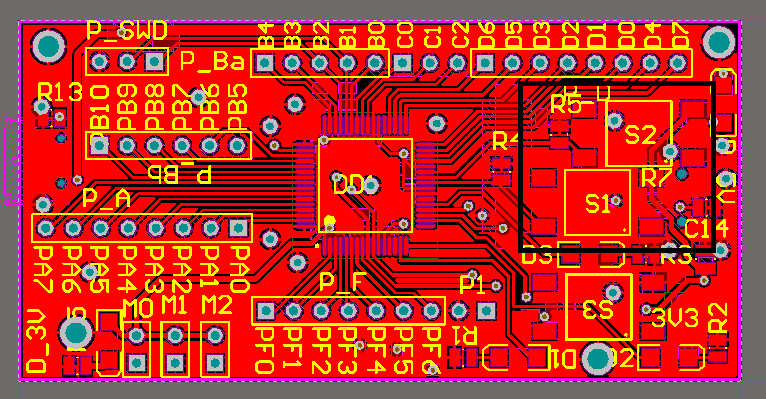 P_SWD
P_Ba
B4 B3 B2 B1 B0 C0 C1 C2 D6 D5 D3 D2 D1 D0 D4 D7
R13
PB10 PB9 PB8 PB7 PB6 PB5
P_Bb
R5
S2
R4
R7
S1
P_A
C14
PA7 PA6 PA5 PA4 PA3 PA2 PA1 PA0
D3
R3
P_F
P1
S3
3V3
M0 M1 M2
D_3V
PF0 PF1 PF2 PF3 PF4 PF5 PF6
R1
D1
R2